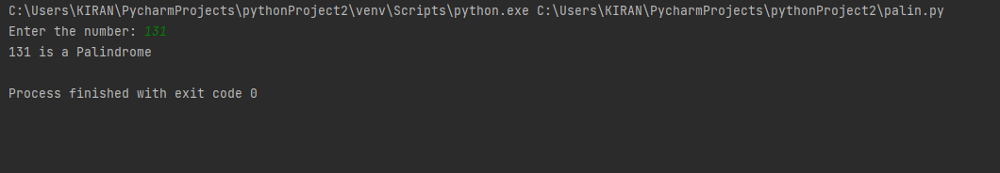 C:\Users\KIRAN\PycharmProjects\pythonProject2\venv\Scripts\python.exe C:\Users\KIRAN\PycharmProjects\pythonProject2\palin.py
Enter the number: 131
131 is a Palindrome
Process finished with exit code 0